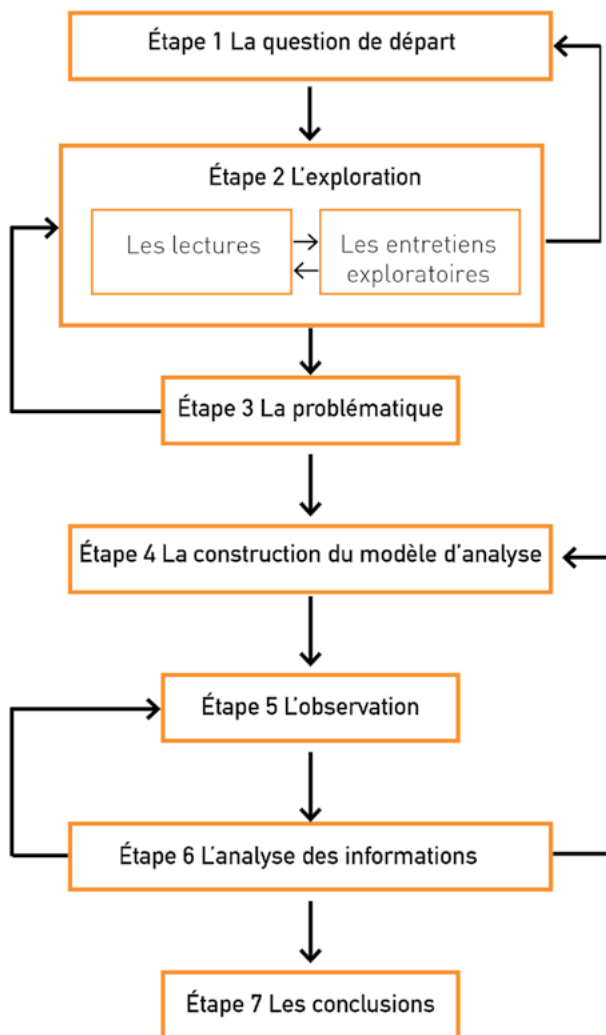 Étape 1 La question de départ
Étape 2 L'exploration
Les lectures
Les entretiens
exploratoires
Étape 3 La problématique
Étape 4 La construction du modèle d'analyse
Étape 5 L'observation
Étape 6 L'analyse des informations
Étape 7 Les conclusions